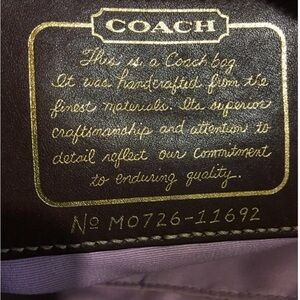 COACH
This is a Coach bag.
It was handcrafted from the
finest materials. Its superior
craftsmanship and attention to
detail reflect our commitment
to enduring quality.
No M0726-11692